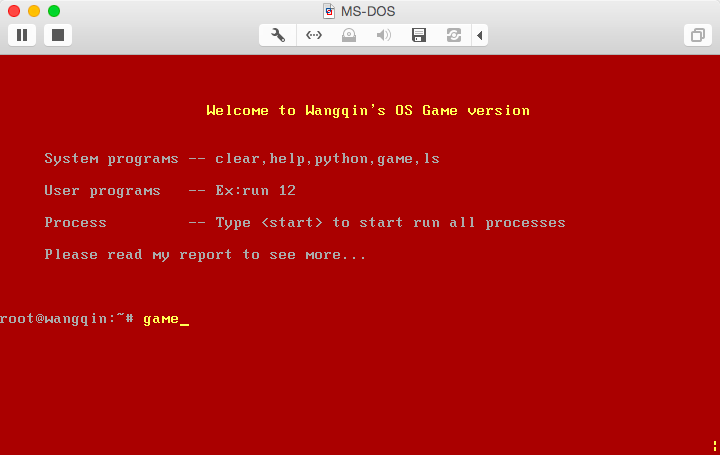 MS-DOS
Welcome to Wangqin's OS Game version
System programs -- clear,help,python,game,ls
User programs   -- Ex:run 12
Process         -- Type <start> to start run all processes
Please read my report to see more...
root@wangqin:~# game_